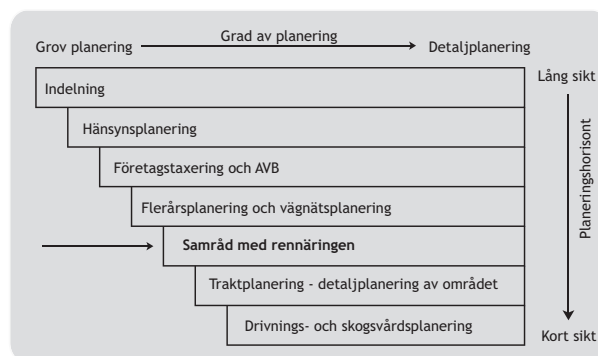 Grad av planering
Grov planering
Detaljplanering
Lång sikt
Indelning
Hänsynsplanering
Företagstaxering och AVB
Flerårsplanering och vägnätsplanering
Samråd med rennäringen
Traktplanering - detaljplanering av området
Drivnings- och skogsvårdsplanering
Planeringshorisont
Kort sikt